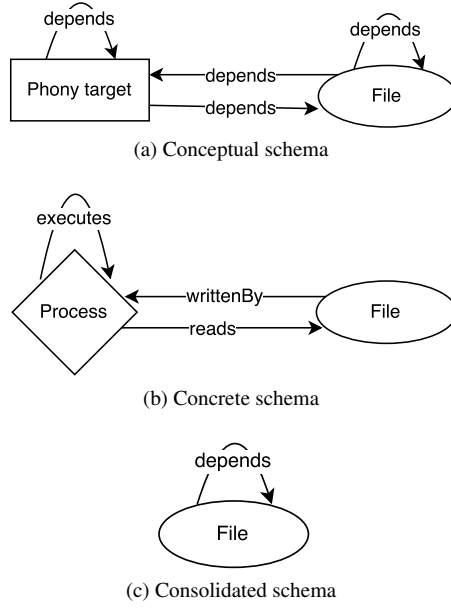 depends
depends
Phony target
depends
depends
File
(a) Conceptual schema
executes
Process
writtenBy
reads
File
(b) Concrete schema
depends
File
(c) Consolidated schema